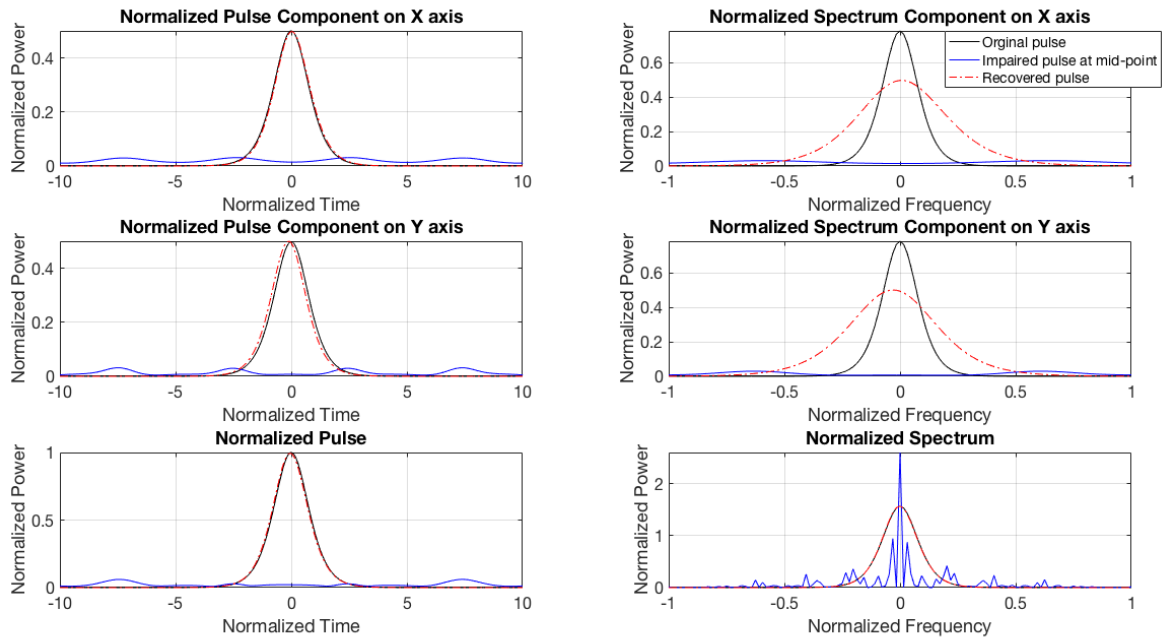 Normalized Pulse Component on X axis
Normalized Power
0.4
0.2
0
-10 -5 0 5 10
Normalized Time
Normalized Spectrum Component on X axis
Normalized Power
0.6
0.4
0.2
0
-1 -0.5 0 0.5 1
Normalized Frequency
Orginal pulse
Impaired pulse at mid-point
Recovered pulse
Normalized Pulse Component on Y axis
Normalized Power
0.4
0.2
0
-10 -5 0 5 10
Normalized Time
Normalized Spectrum Component on Y axis
Normalized Power
0.6
0.4
0.2
0
-1 -0.5 0 0.5 1
Normalized Frequency
Normalized Pulse
Normalized Power
1
0.5
0
-10 -5 0 5 10
Normalized Time
Normalized Spectrum
Normalized Power
2
1
0
-1 -0.5 0 0.5 1
Normalized Frequency